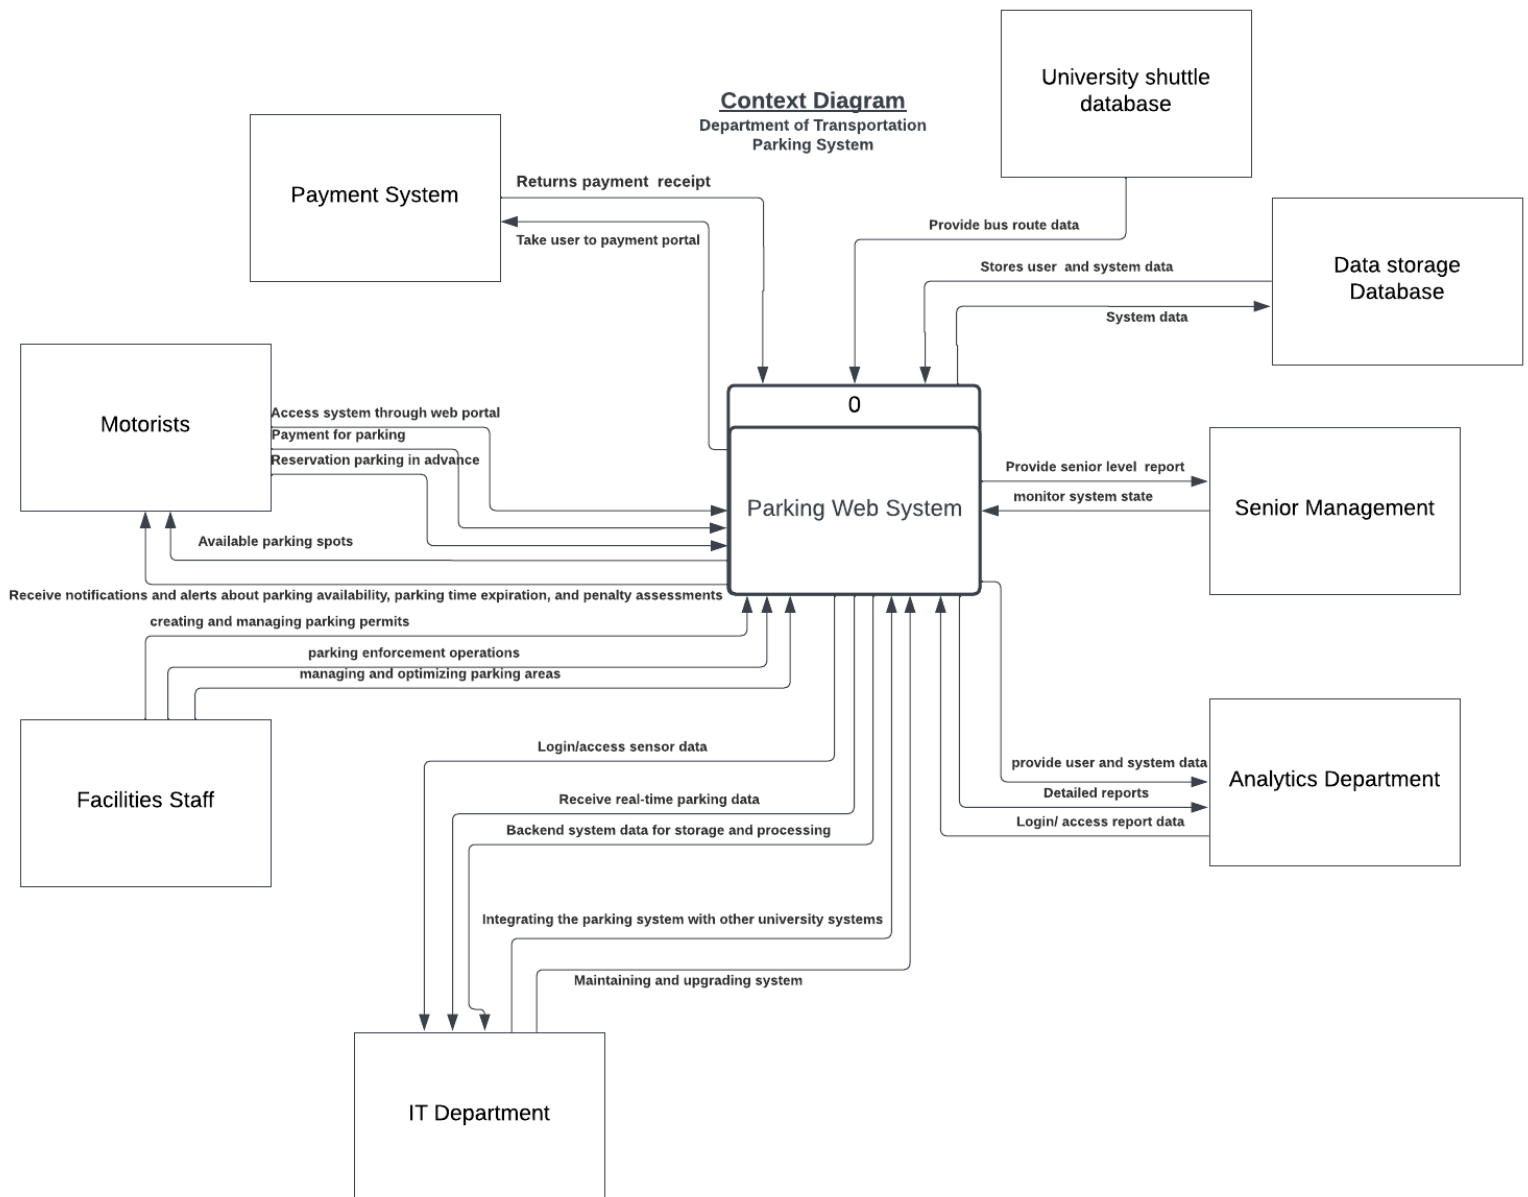 University shuttle
database
Context Diagram
Department of Transportation
Parking System
Payment System
Returns payment  receipt
Take user to payment portal
Provide bus route data
Stores user  and system data
Data storage
Database
System data
Motorists
Access system through web portal
Payment for parking
Reservation parking in advance
0
Parking Web System
Provide senior level  report
monitor system state
Senior Management
Available parking spots
Receive notifications and alerts about parking availability, parking time expiration, and penalty assessments
creating and managing parking permits
parking enforcement operations
managing and optimizing parking areas
Facilities Staff
Login/access sensor data
Receive real-time parking data
Backend system data for storage and processing
provide user and system data
Detailed reports
Login/ access report data
Analytics Department
Integrating the parking system with other university systems
Maintaining and upgrading system
IT Department